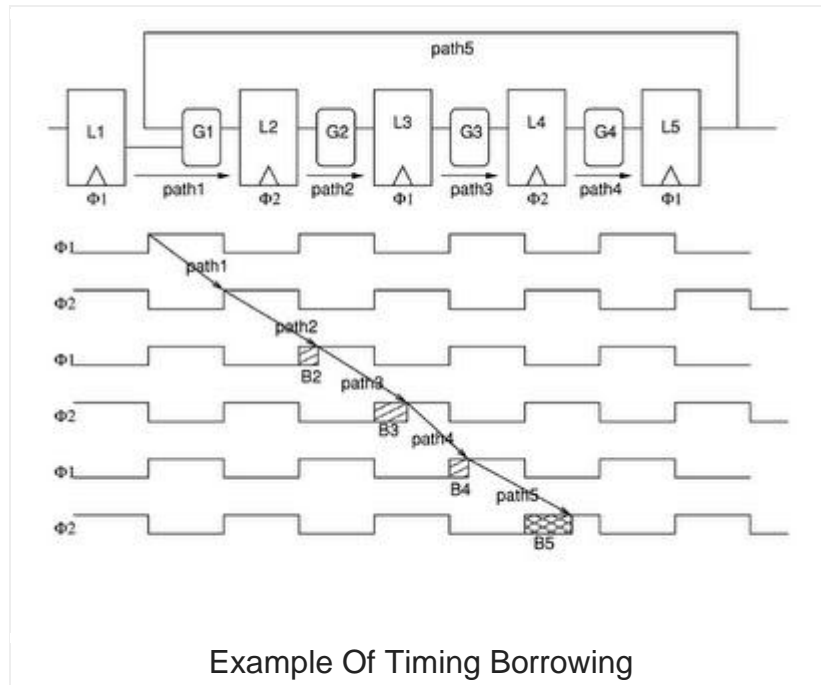 path5
L1 G1 L2 G2 L3 G3 L4 G4 L5
path1 path2 path3 path4
Φ1 Φ2 Φ1 Φ2 Φ1
Φ1
path1
Φ2
path2
Φ1
B2
path3
Φ2
B3
path4
Φ1
B4
path5
Φ2
B5
Example Of Timing Borrowing